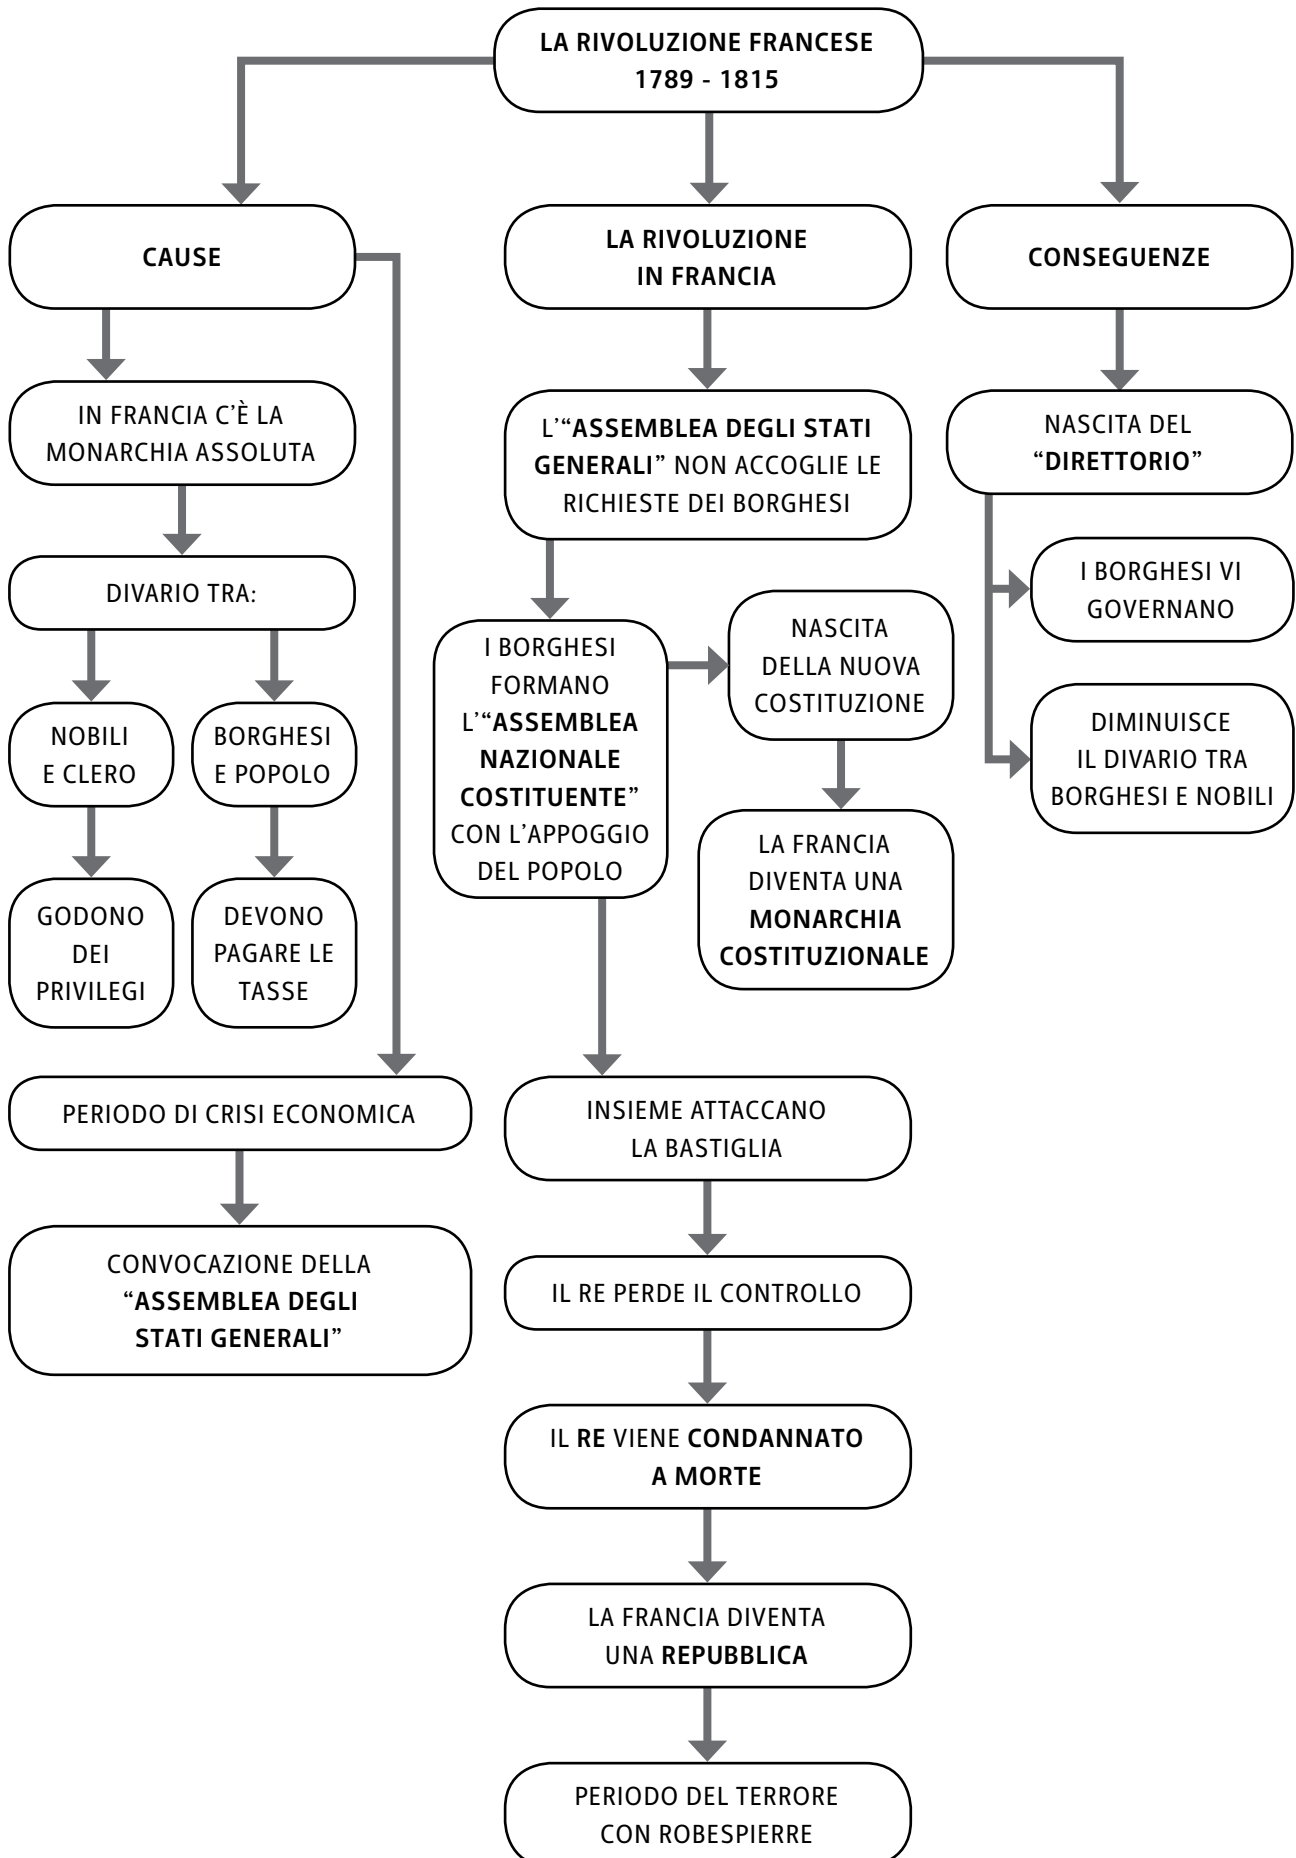 LA RIVOLUZIONE FRANCESE
1789 - 1815
CAUSE
IN FRANCIA C'È LA
MONARCHIA ASSOLUTA
DIVARIO TRA:
NOBILI
E CLERO
GODONO
DEI
PRIVILEGI
BORGHESI
E POPOLO
DEVONO
PAGARE LE
TASSE
PERIODO DI CRISI ECONOMICA
CONVOCAZIONE DELLA
“ASSEMBLEA DEGLI
STATI GENERALI”
LA RIVOLUZIONE
IN FRANCIA
L'“ASSEMBLEA DEGLI STATI
GENERALI” NON ACCOGLIE LE
RICHIESTE DEI BORGHESI
I BORGHESI
FORMANO
L'“ASSEMBLEA
NAZIONALE
COSTITUENTE”
CON L'APPOGGIO
DEL POPOLO
NASCITA
DELLA NUOVA
COSTITUZIONE
LA FRANCIA
DIVENTA UNA
MONARCHIA
COSTITUZIONALE
INSIEME ATTACCANO
LA BASTIGLIA
IL RE PERDE IL CONTROLLO
IL RE VIENE CONDANNATO
A MORTE
LA FRANCIA DIVENTA
UNA REPUBBLICA
PERIODO DEL TERRORE
CON ROBESPIERRE
CONSEGUENZE
NASCITA DEL
“DIRETTORIO”
I BORGHESI VI
GOVERNANO
DIMINUISCE
IL DIVARIO TRA
BORGHESI E NOBILI